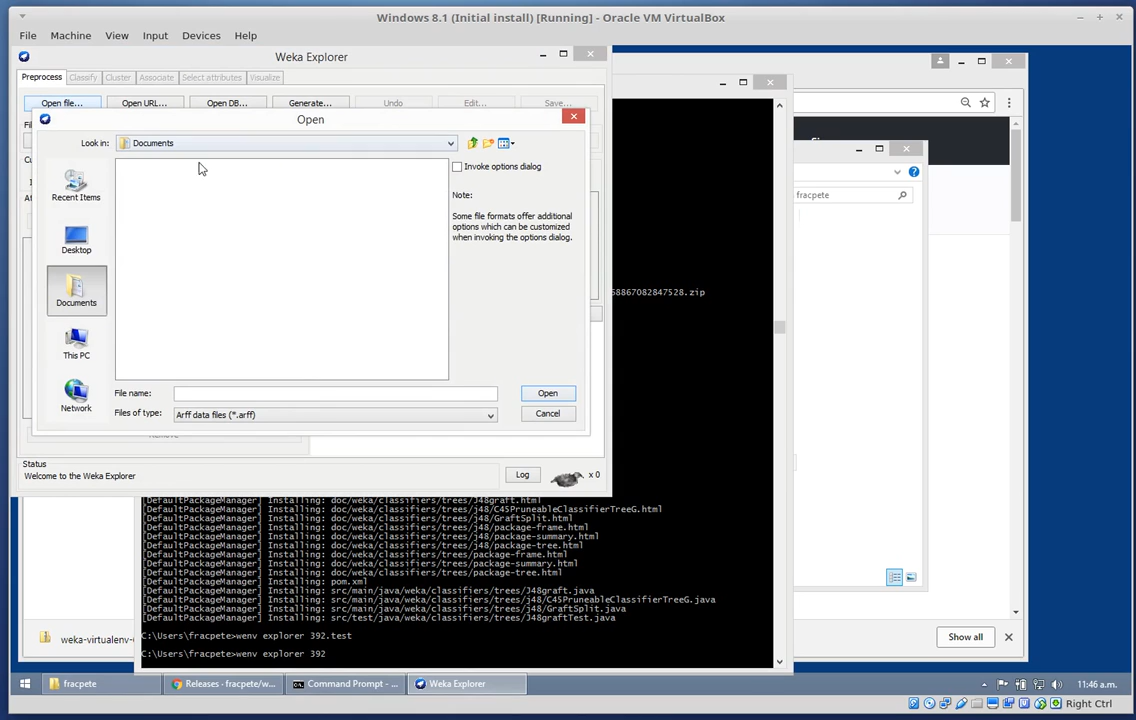 Windows 8.1 (Initial install) [Running] - Oracle VM VirtualBox
File Machine View Input Devices Help
Weka Explorer
Preprocess Classify Cluster Associate Select attributes Visualize
Open file... Open URL... Open DB... Generate... Undo Edit... Save...
Open
Look in: Documents
Invoke options dialog
Recent Items
Note:
Some file formats offer additional
options which can be customized
when invoking the options dialog.
Desktop
Documents
This PC
Network
File name:
Open
Files of type: Arff data files (*.arff)
Cancel
Status
Welcome to the Weka Explorer
Log
x 0
fracpete
58867082847528.zip
[DefaultPackageManager] Installing: doc/weka/classifiers/trees/J48graft.html
[DefaultPackageManager] Installing: doc/weka/classifiers/trees/j48/C45PruneableClassifierTreeG.html
[DefaultPackageManager] Installing: doc/weka/classifiers/trees/j48/GraftSplit.html
[DefaultPackageManager] Installing: doc/weka/classifiers/trees/j48/package-frame.html
[DefaultPackageManager] Installing: doc/weka/classifiers/trees/j48/package-summary.html
[DefaultPackageManager] Installing: doc/weka/classifiers/trees/j48/package-tree.html
[DefaultPackageManager] Installing: doc/weka/classifiers/trees/package-frame.html
[DefaultPackageManager] Installing: doc/weka/classifiers/trees/package-summary.html
[DefaultPackageManager] Installing: doc/weka/classifiers/trees/package-tree.html
[DefaultPackageManager] Installing: pom.xml
[DefaultPackageManager] Installing: src/main/java/weka/classifiers/trees/J48graft.java
[DefaultPackageManager] Installing: src/main/java/weka/classifiers/trees/j48/C45PruneableClassifierTreeG.java
[DefaultPackageManager] Installing: src/main/java/weka/classifiers/trees/j48/GraftSplit.java
[DefaultPackageManager] Installing: src/test/java/weka/classifiers/trees/J48graftTest.java
C:\Users\fracpete>wenv explorer 392.test
C:\Users\fracpete>wenv explorer 392
weka-virtualenv-
Show all
fracpete
Releases · fracpete/w...
Command Prompt - ...
Weka Explorer
11:46 a.m.
Right Ctrl